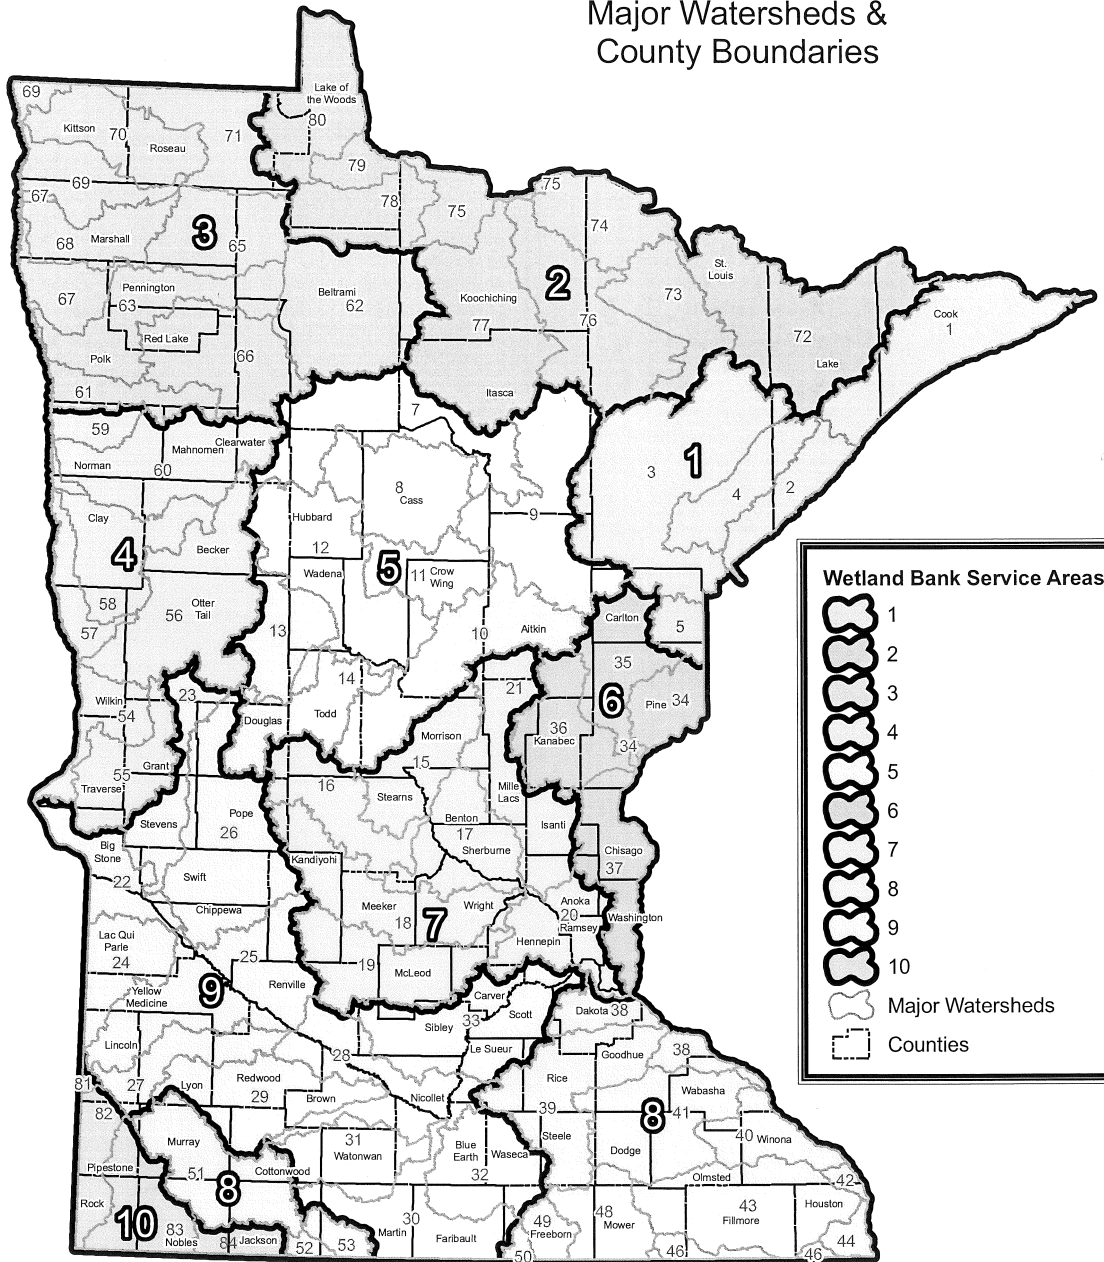 Major Watersheds &
County Boundaries
Lake of
the Woods
69
80
Kittson
70
71
Roseau
79
69
67
78
75
75
74
3
68
Marshall
65
St.
Louis
2
Pennington
Beltrami
62
Koochiching
73
67
63
Cook
1
77
76
Red Lake
72
Polk
66
Lake
61
Itasca
7
59
Mahnomen
Clearwater
Norman
60
3
1
8
Cass
4
2
Clay
Hubbard
9
4
Becker
12
5
11
Crow
Wing
Wadena
Wetland Bank Service Areas
1
2
3
4
5
6
7
8
9
10
Major Watersheds
Counties
58
56
Otter
Tail
57
13
10
Aitkin
Carlton
5
35
14
21
23
Wilkin
54
6
Pine
34
Douglas
Todd
36
Kanabec
Morrison
34
15
Grant
55
Traverse
16
Stearns
Mille
Lacs
Stevens
Pope
26
Benton
17
Isanti
Big
Stone
Sherburne
Chisago
37
Kandiyohi
22
Swift
Chippewa
Meeker
18
Wright
7
Anoka
20
Ramsey
Washington
Lac Qui
Parle
24
Hennepin
25
19
McLeod
9
Yellow
Medicine
Renville
Carver
Scott
Dakota
38
Sibley
33
Lincoln
28
Le Sueur
Goodhue
38
81
27
Lyon
Redwood
29
Rice
Wabasha
Brown
Nicollet
82
39
8
41
Murray
31
Watonwan
Blue
Earth
Waseca
Steele
40
Winona
Dodge
Pipestone
51
Cottonwood
32
Olmsted
8
42
Rock
43
Fillmore
Houston
10
83
Nobles
84
Jackson
52
53
Martin
30
Faribault
49
Freeborn
48
Mower
44
50
46
46